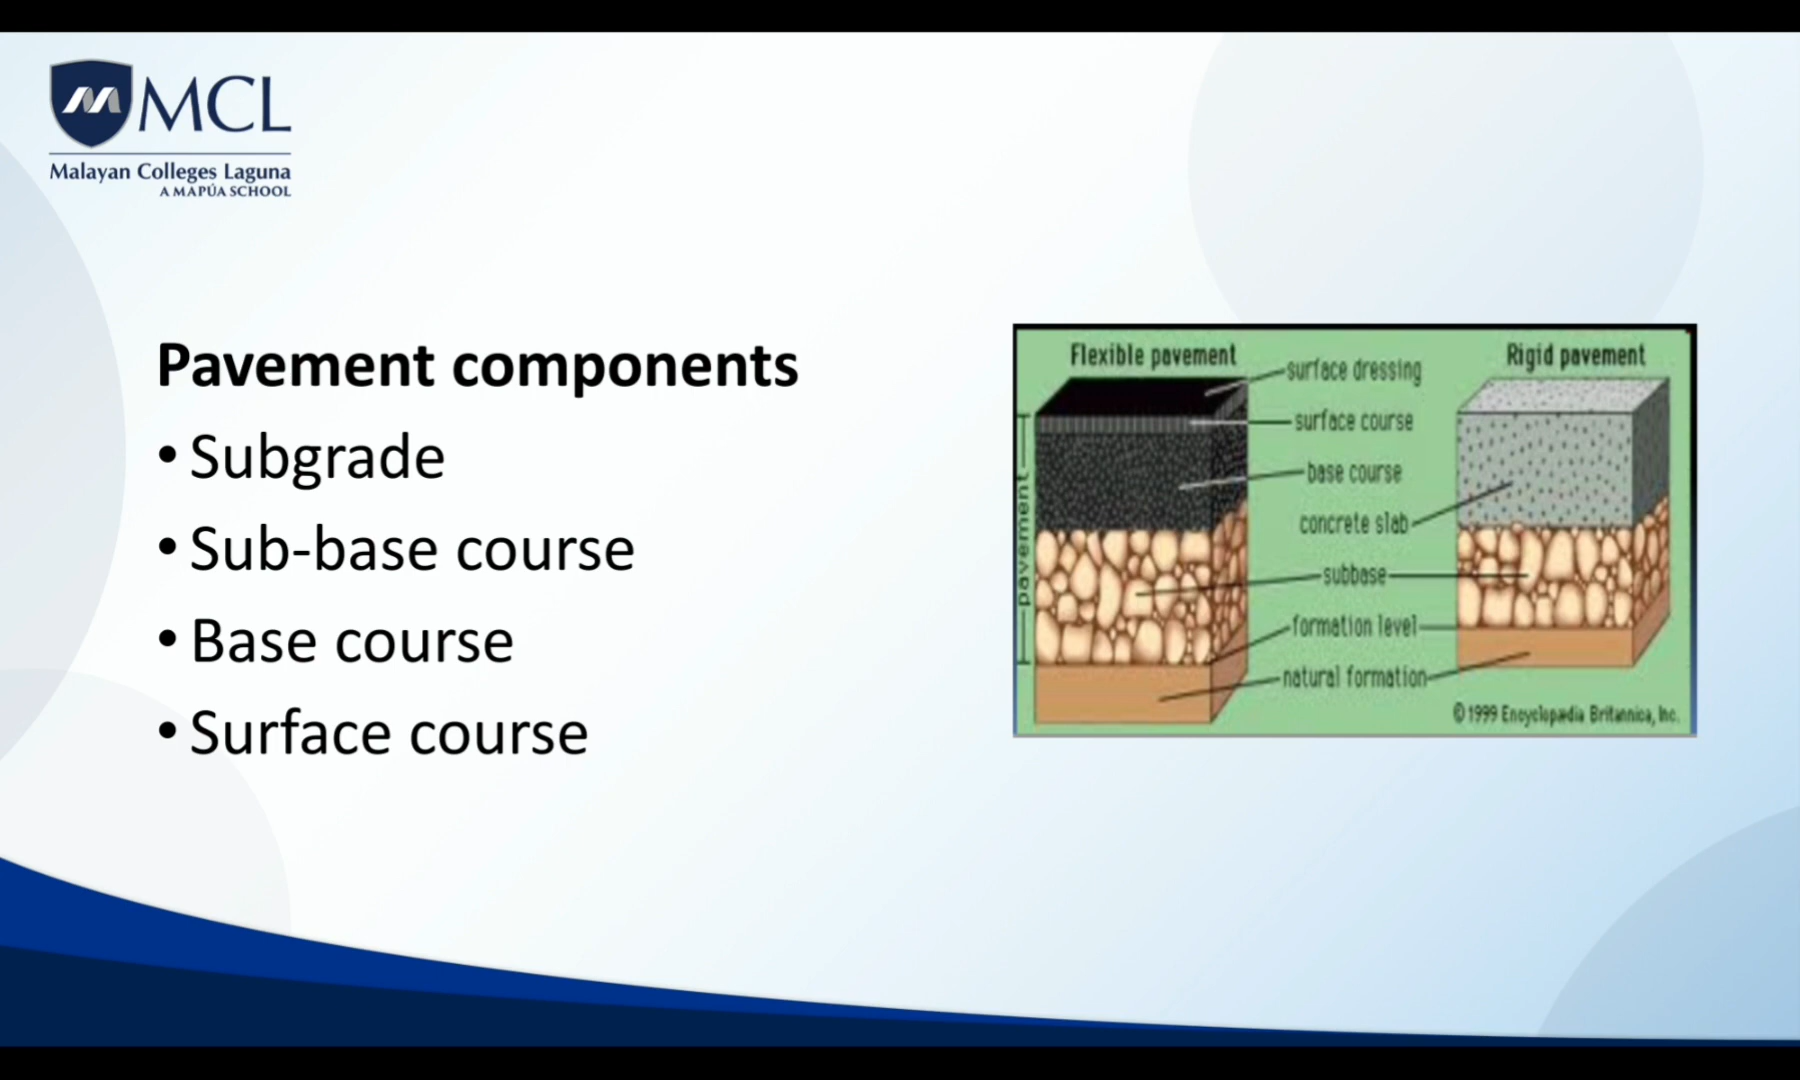 MCL
Malayan Colleges Laguna
A MAPÚA SCHOOL
Pavement components
• Subgrade
• Sub-base course
• Base course
• Surface course
Flexible pavement
Rigid pavement
surface dressing
surface course
base course
concrete slab
subbase
formation level
natural formation
pavement
© 1999 Encyclopædia Britannica, Inc.